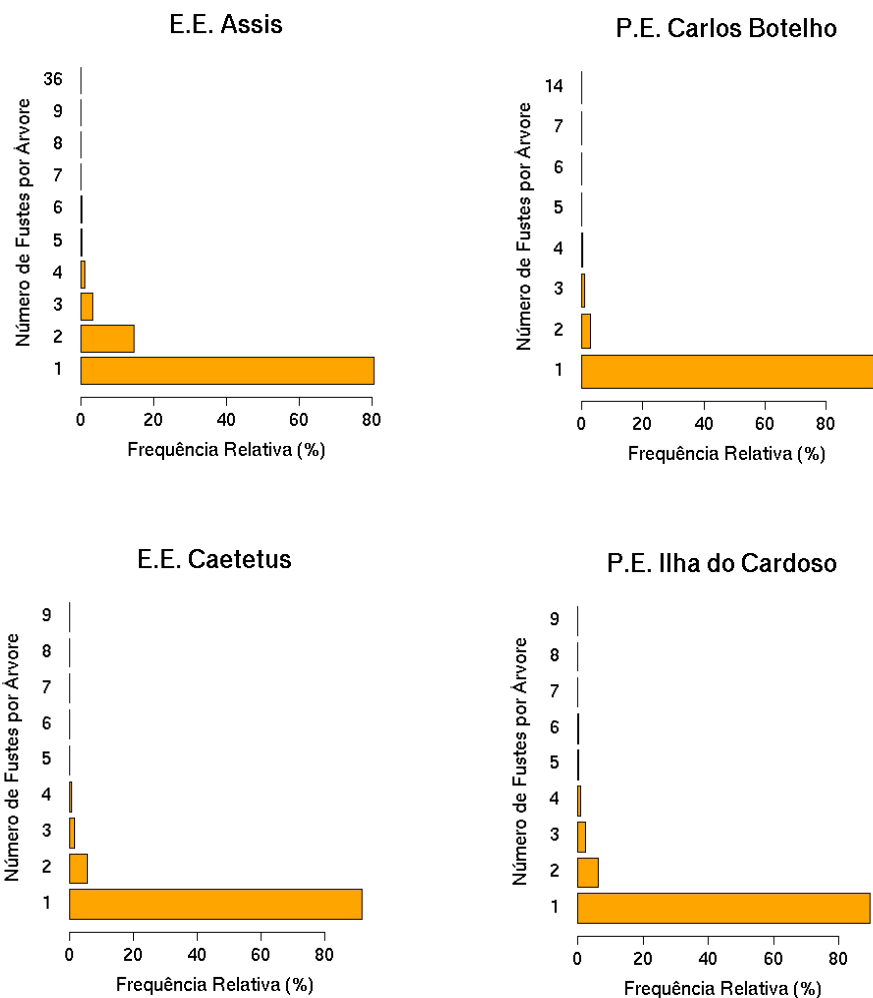 E.E. Assis
Número de Fustes por Àrvore
36
9
8
7
6
5
4
3
2
1
0 20 40 60 80
Frequência Relativa (%)
P.E. Carlos Botelho
Número de Fustes por Àrvore
14
7
6
5
4
3
2
1
0 20 40 60 80
Frequência Relativa (%)
E.E. Caetetus
Número de Fustes por Àrvore
9
8
7
6
5
4
3
2
1
0 20 40 60 80
Frequência Relativa (%)
P.E. Ilha do Cardoso
Número de Fustes por Àrvore
9
8
7
6
5
4
3
2
1
0 20 40 60 80
Frequência Relativa (%)